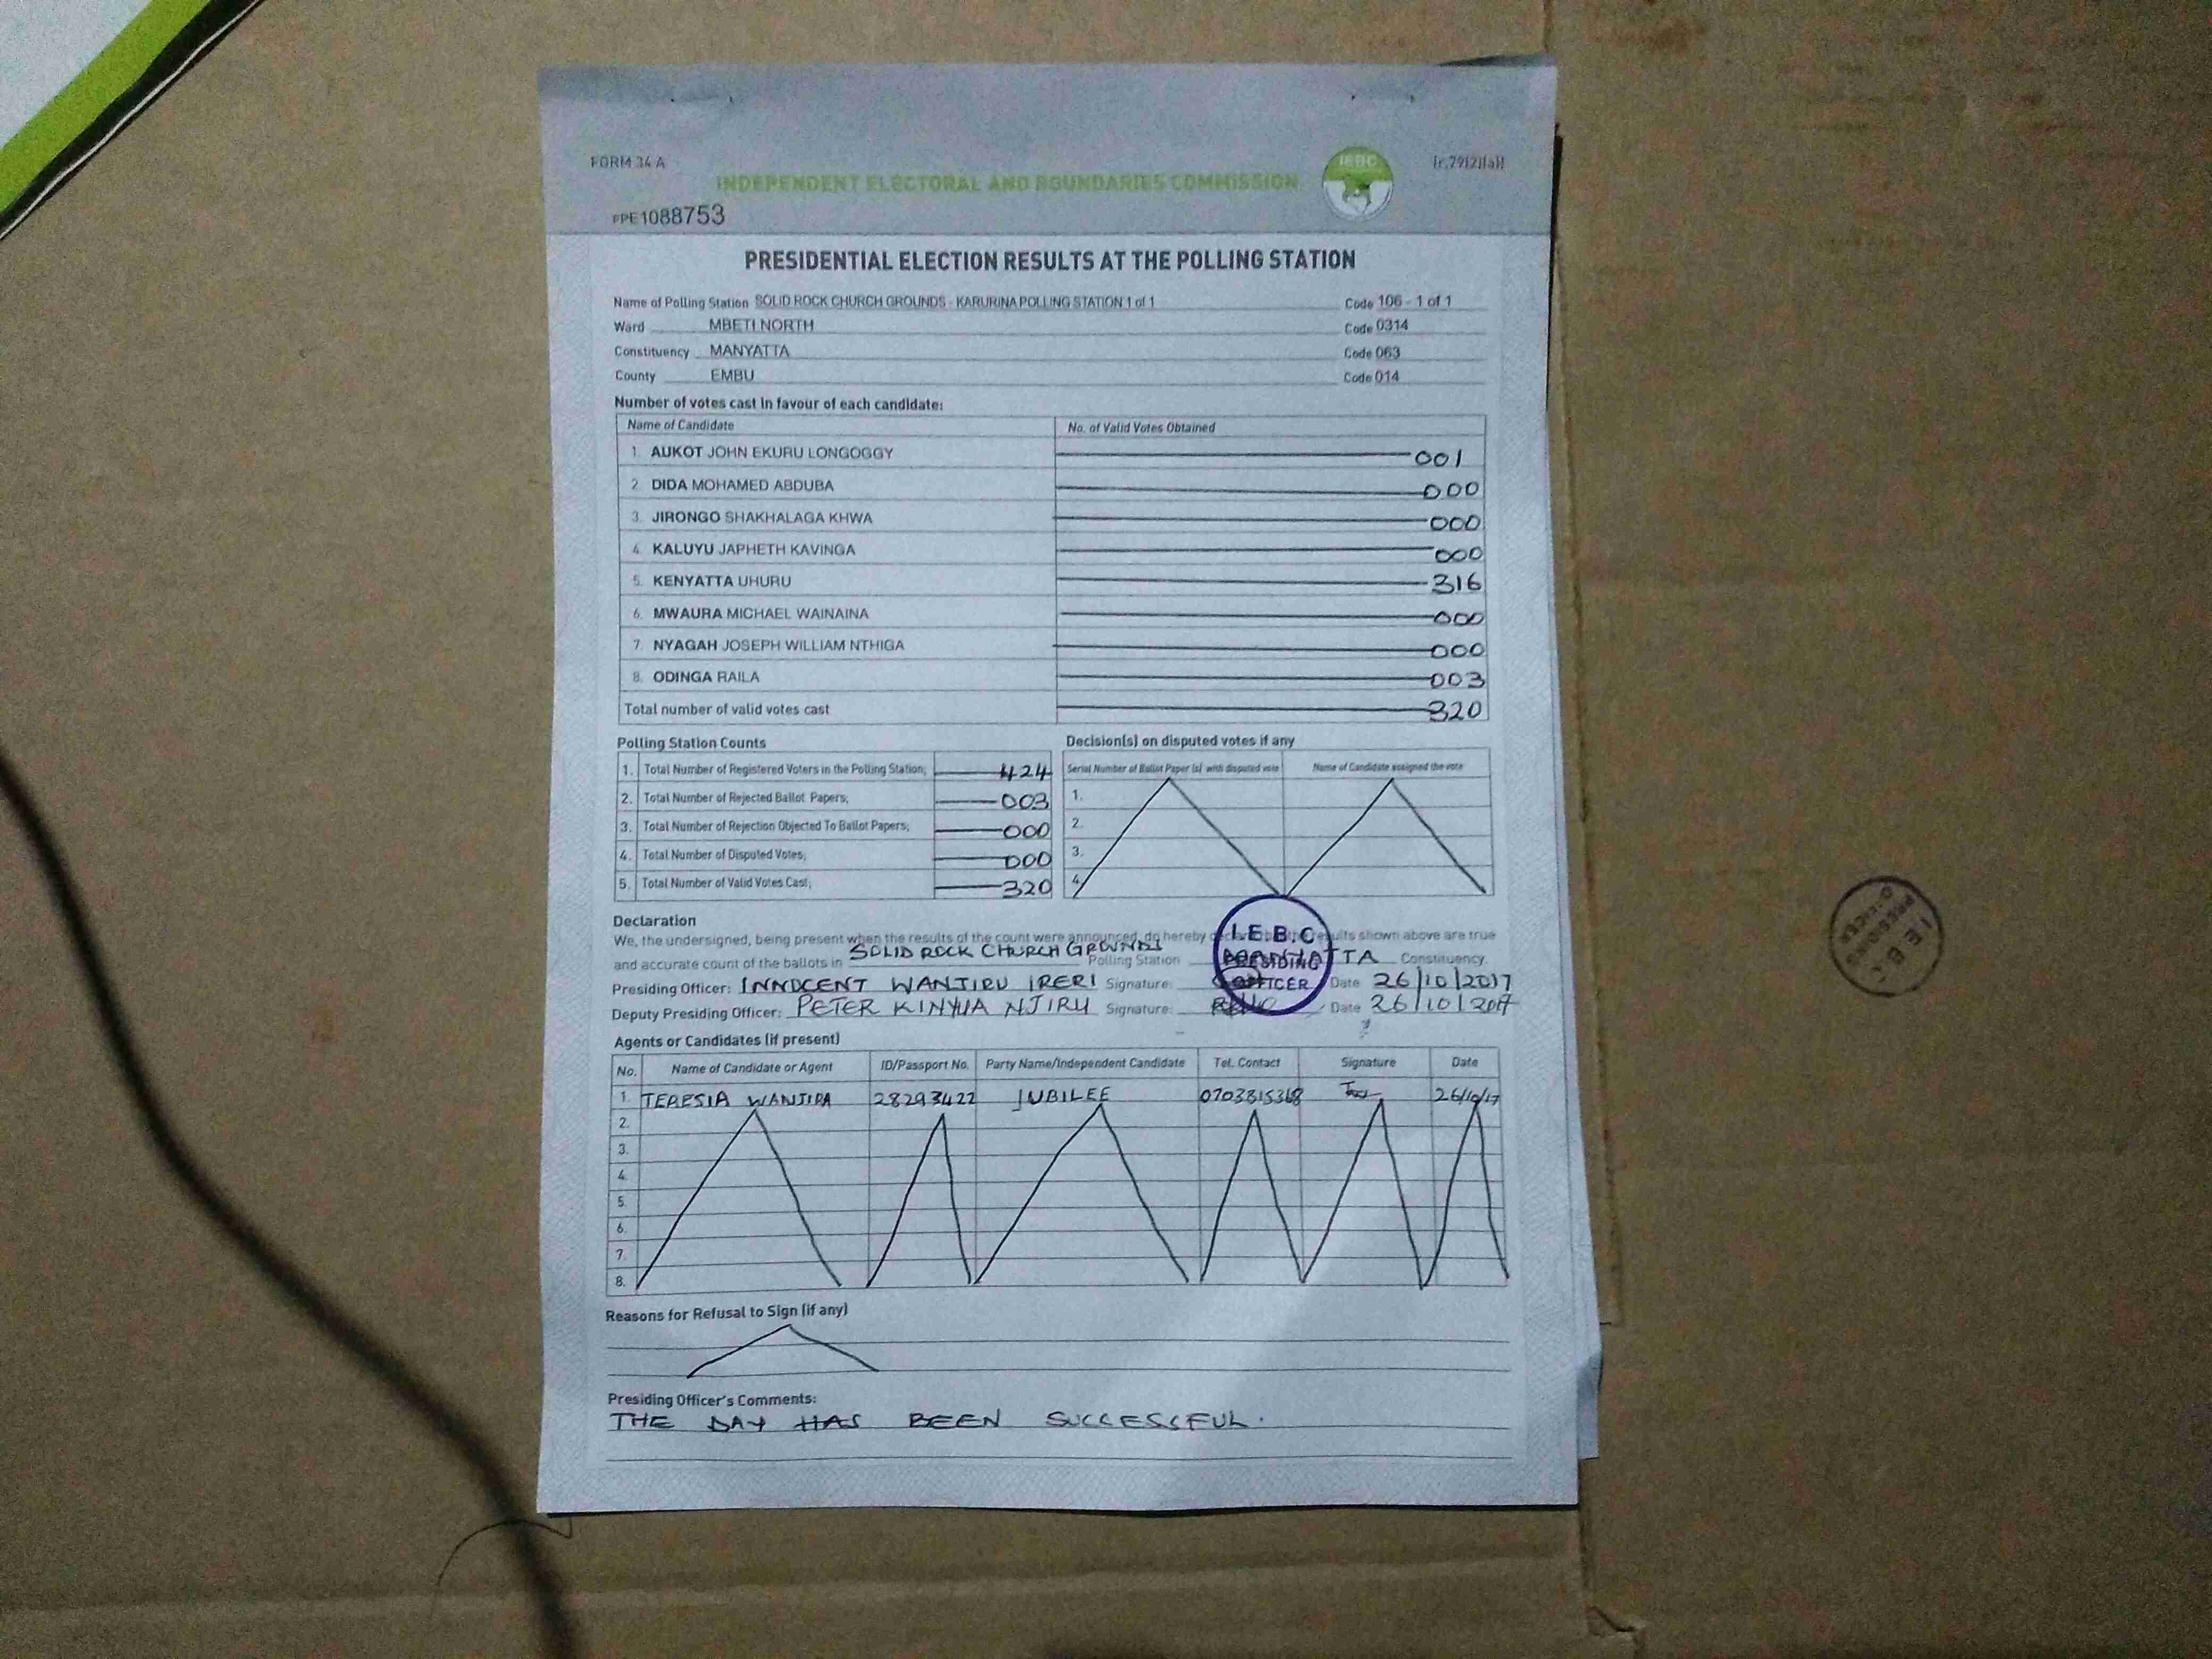 FORM 34 A
IEBC
INDEPENDENT ELECTORAL AND BOUNDARIES COMMISSION
PPE1088753
PRESIDENTIAL ELECTION RESULTS AT THE POLLING STATION
Name of Polling Station SOLID ROCK CHURCH GROUNDS - KARURINA POLLING STATION 1 of 1 Code 106 - 1 of 1
Ward MBETI NORTH Code 0314
Constituency MANYATTA Code 063
County EMBU Code 014
Number of votes cast in favour of each candidate:
Name of Candidate No. of Valid Votes Obtained
1. AUKOT JOHN EKURU LONGOGGY 001
2. DIDA MOHAMED ABDUBA 000
3. JIRONGO SHAKHALAGA KHWA 000
4. KALUYU JAPHETH KAVINGA 000
5. KENYATTA UHURU 316
6. MWAURA MICHAEL WAINAINA 000
7. NYAGAH JOSEPH WILLIAM NTHIGA 000
8. ODINGA RAILA 003
Total number of valid votes cast 320
Polling Station Counts
1. Total Number of Registered Voters in the Polling Station; 424
2. Total Number of Rejected Ballot Papers; 003
3. Total Number of Rejection Objected To Ballot Papers; 000
4. Total Number of Disputed Votes; 000
5. Total Number of Valid Votes Cast; 320
Decision(s) on disputed votes if any
Serial Number of Ballot Paper (s) with disputed vote Name of Candidate assigned the vote
1.
2.
3.
4.
Declaration
We, the undersigned, being present when the results of the count were announced, do hereby results shown above are true
and accurate count of the ballots in SOLID ROCK CHURCH GROUNDS Polling Station MANYATTA Constituency.
I.E.B.C
PRESIDING
OFFICER
Presiding Officer: INNOCENT WANJIRU IRERI Signature: Date 26/10/2017
Deputy Presiding Officer: PETER KINYUA NJIRU Signature: Date 26/10/2017
Agents or Candidates (if present)
No. Name of Candidate or Agent ID/Passport No. Party Name/Independent Candidate Tel. Contact Signature Date
1. TERESIA WANJIRA 28293422 JUBILEE 0703815368 26/10/17
2.
3.
4.
5.
6.
7.
8.
Reasons for Refusal to Sign (if any)
Presiding Officer's Comments:
THE DAY HAS BEEN SUCCESSFUL.
I.E.B.C
PRESIDING
OFFICER